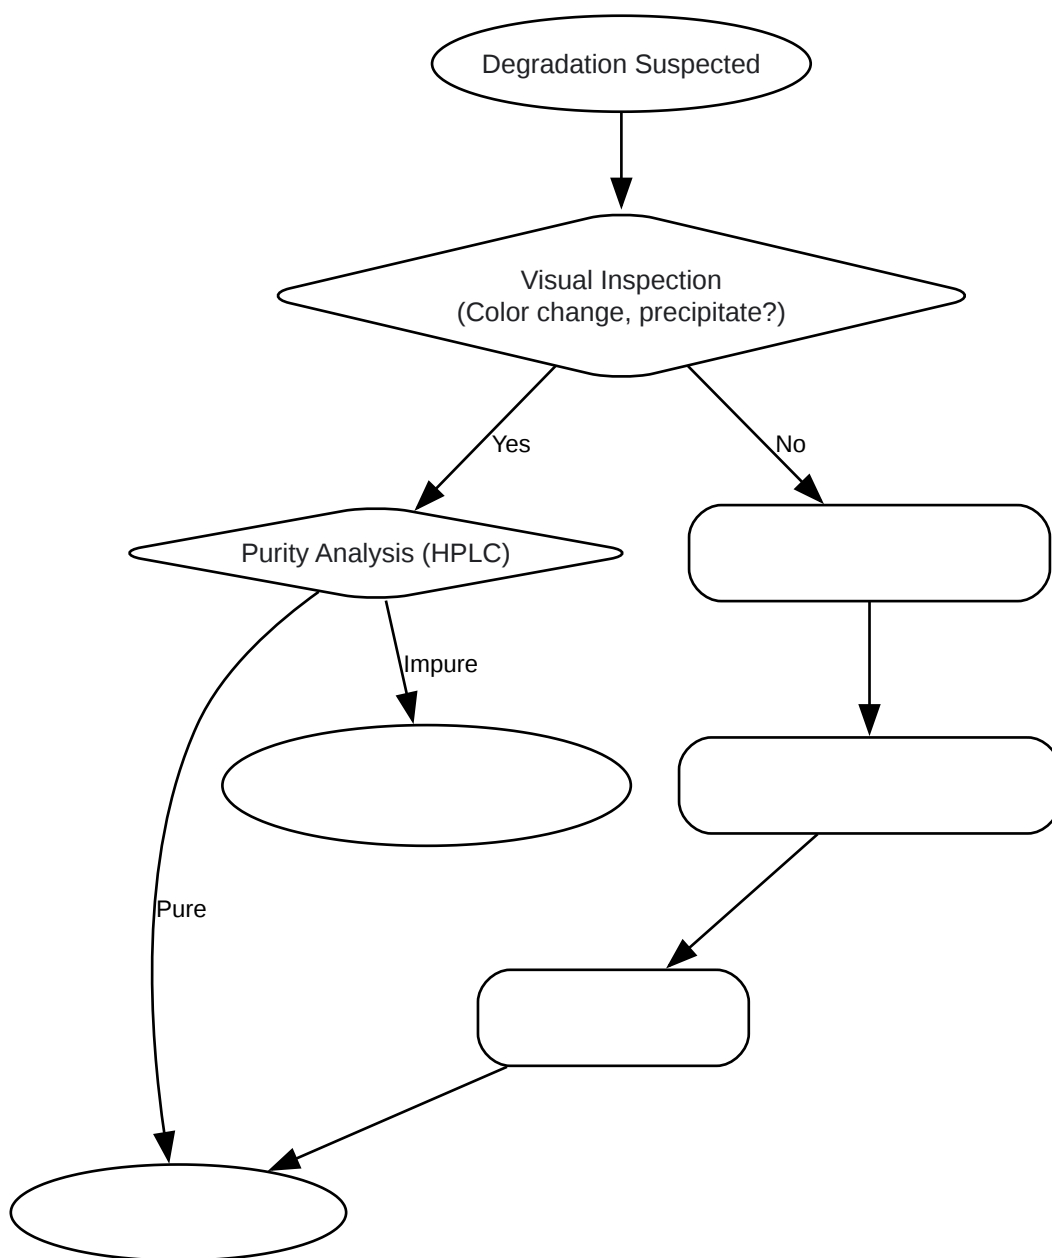 Degradation Suspected
Visual Inspection
(Color change, precipitate?)
Yes
No
Purity Analysis (HPLC)
Impure
Pure